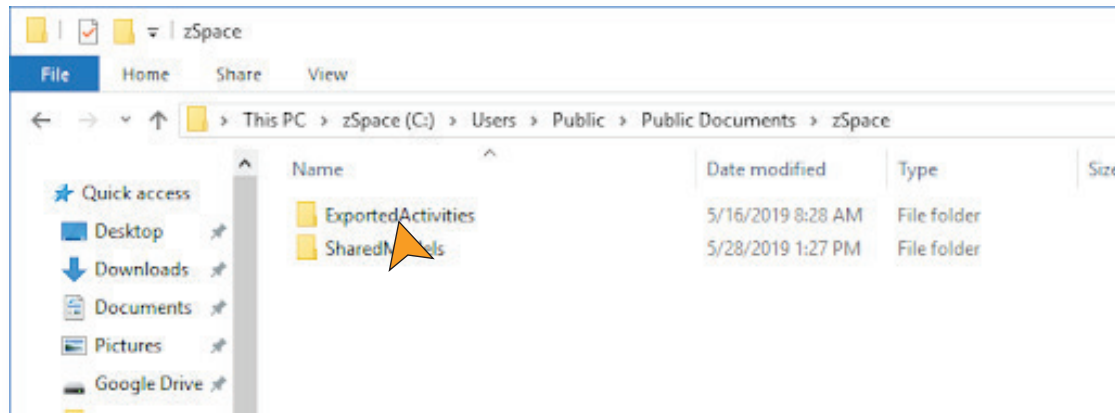 zSpace
File Home Share View
This PC > zSpace (C:) > Users > Public > Public Documents > zSpace
Name Date modified Type Size
Quick access
ExportedActivities 5/16/2019 8:28 AM File folder
Desktop
5/28/2019 1:27 PM File folder
Downloads
Documents
Pictures
Google Drive